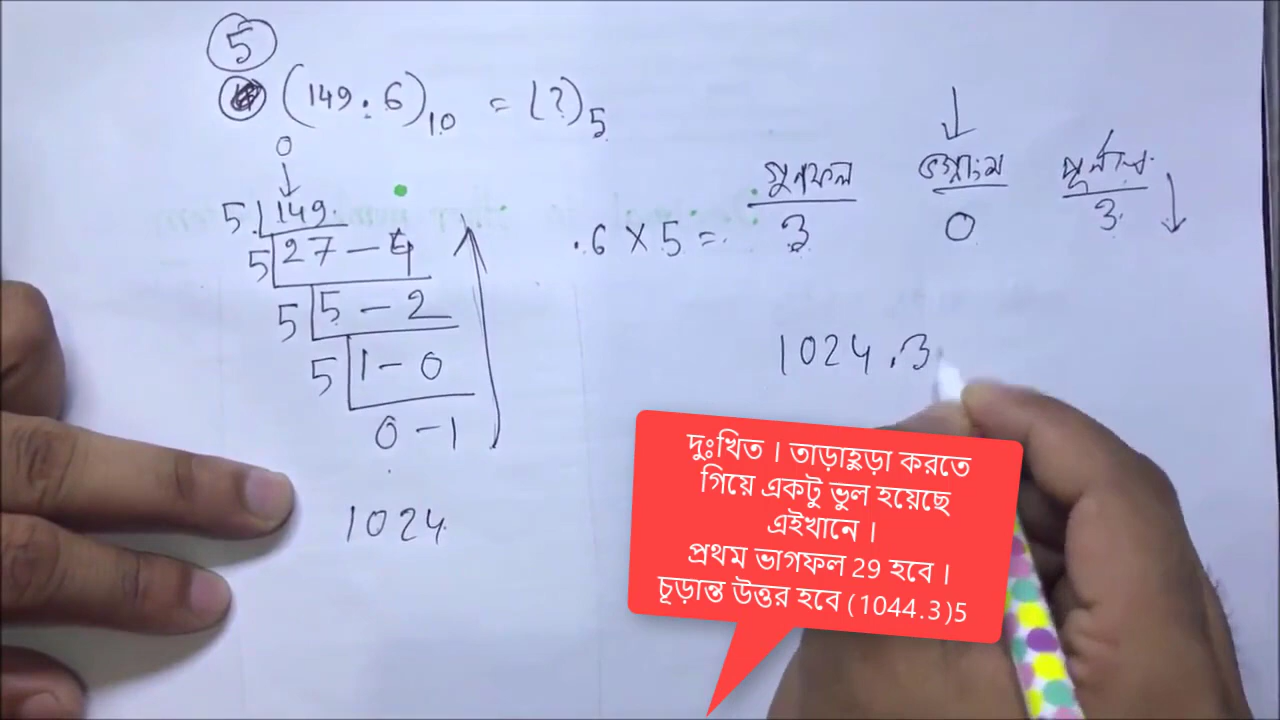 5
(149.6)10 = (?)5
0
5 149
5 27 – 4
5 5 – 2
5 1 – 0
0 – 1
1024
গুণফল ভগ্নাংশ পূর্ণাংশ
.6 × 5 = 3 0 3
1024.3
দুঃখিত । তাড়াহুড়া করতে
গিয়ে একটু ভুল হয়েছে
এইখানে ।
প্রথম ভাগফল 29 হবে ।
চূড়ান্ত উত্তর হবে (1044.3)5